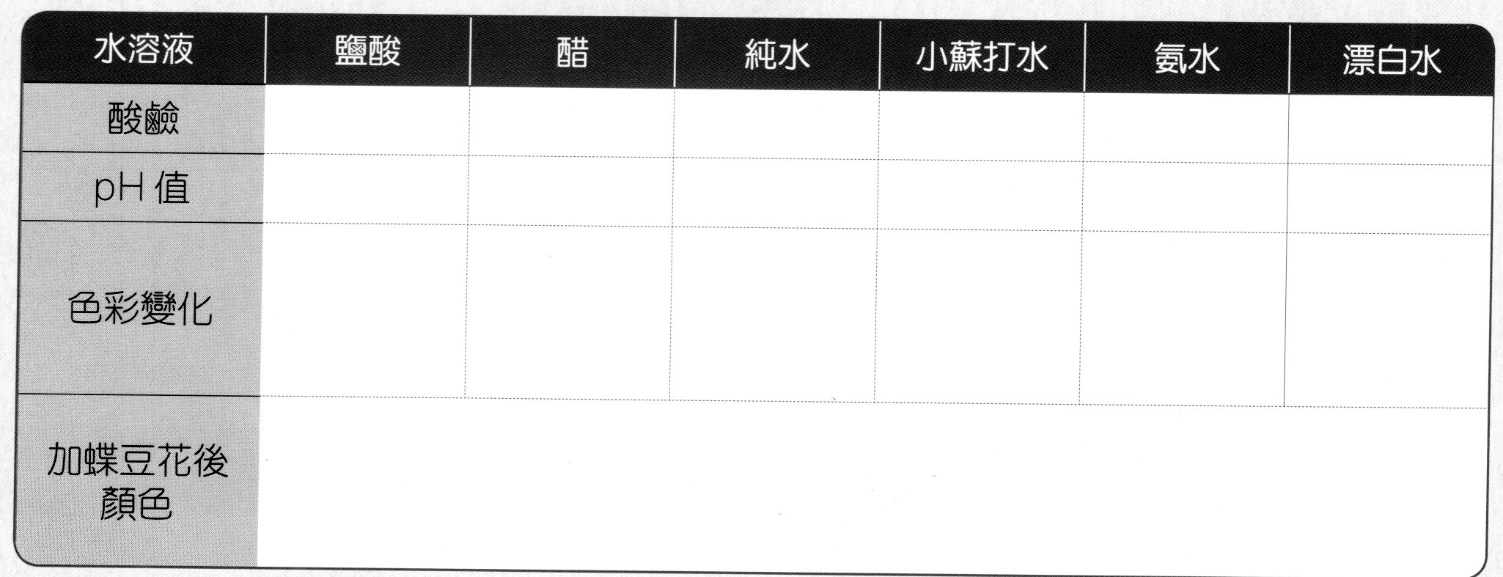 水溶液 鹽酸 醋 純水 小蘇打水 氨水 漂白水
酸鹼
pH 值
色彩變化
加蝶豆花後
顏色